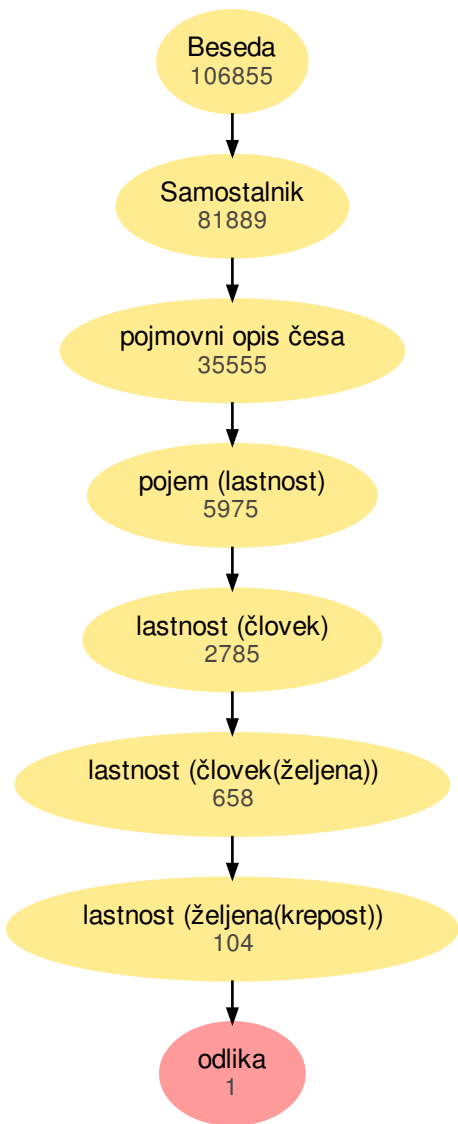 Beseda
106855
Samostalnik
81889
pojmovni opis česa
35555
pojem (lastnost)
5975
lastnost (človek)
2785
lastnost (človek(željena))
658
lastnost (željena(krepost))
104
odlika
1